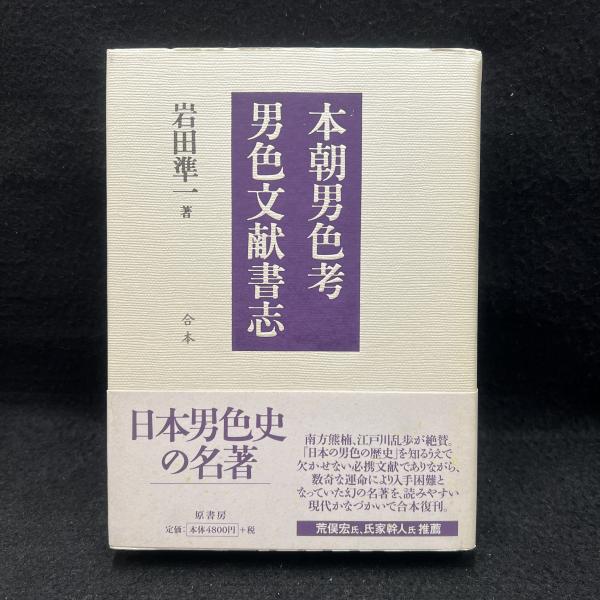 本朝男色考
男色文献書志
岩田準一 著
合本
日本男色史
の名著
原書房
定価:本体4800円+税
南方熊楠、江戸川乱歩が絶賛。
「日本の男色の歴史」を知るうえで
欠かせない必携文献でありながら、
数奇な運命により入手困難と
なっていた幻の名著を、読みやすい
現代かなづかいで合本復刊。
荒俣宏氏、氏家幹人氏 推薦